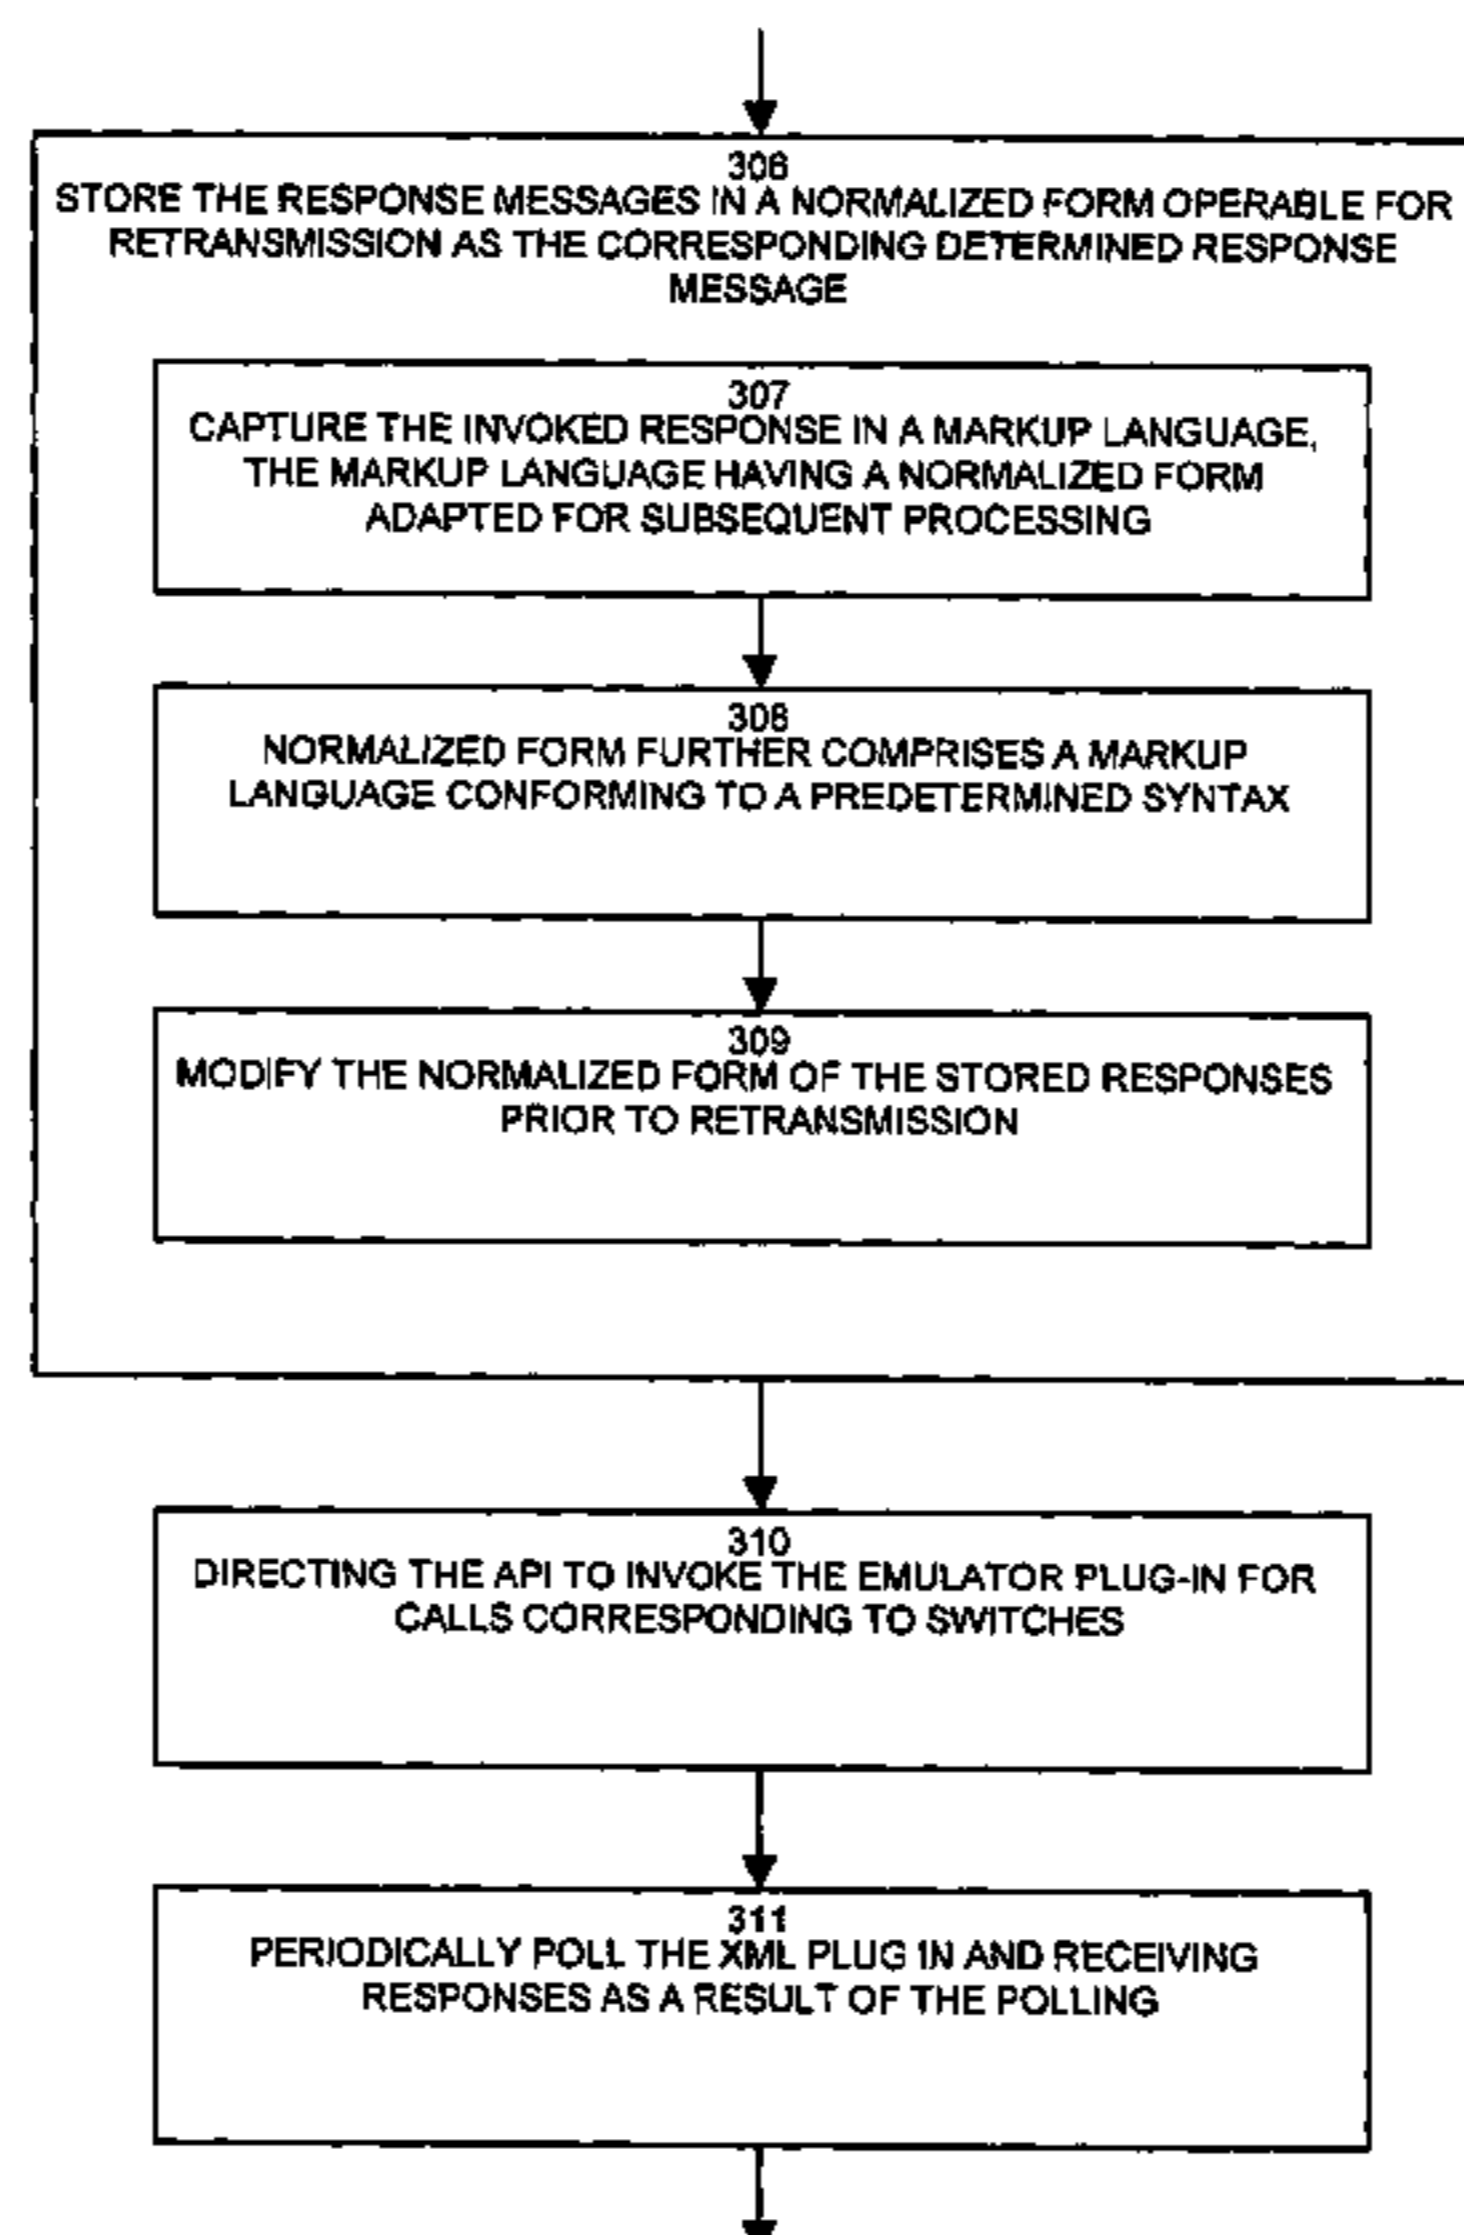 306
STORE THE RESPONSE MESSAGES IN A NORMALIZED FORM OPERABLE FOR
RETRANSMISSION AS THE CORRESPONDING DETERMINED RESPONSE
MESSAGE
307
CAPTURE THE INVOKED RESPONSE IN A MARKUP LANGUAGE,
THE MARKUP LANGUAGE HAVING A NORMALIZED FORM
ADAPTED FOR SUBSEQUENT PROCESSING
308
NORMALIZED FORM FURTHER COMPRISES A MARKUP
LANGUAGE CONFORMING TO A PREDETERMINED SYNTAX
309
MODIFY THE NORMALIZED FORM OF THE STORED RESPONSES
PRIOR TO RETRANSMISSION
310
DIRECTING THE API TO INVOKE THE EMULATOR PLUG-IN FOR
CALLS CORRESPONDING TO SWITCHES
311
PERIODICALLY POLL THE XML PLUG IN AND RECEIVING
RESPONSES AS A RESULT OF THE POLLING